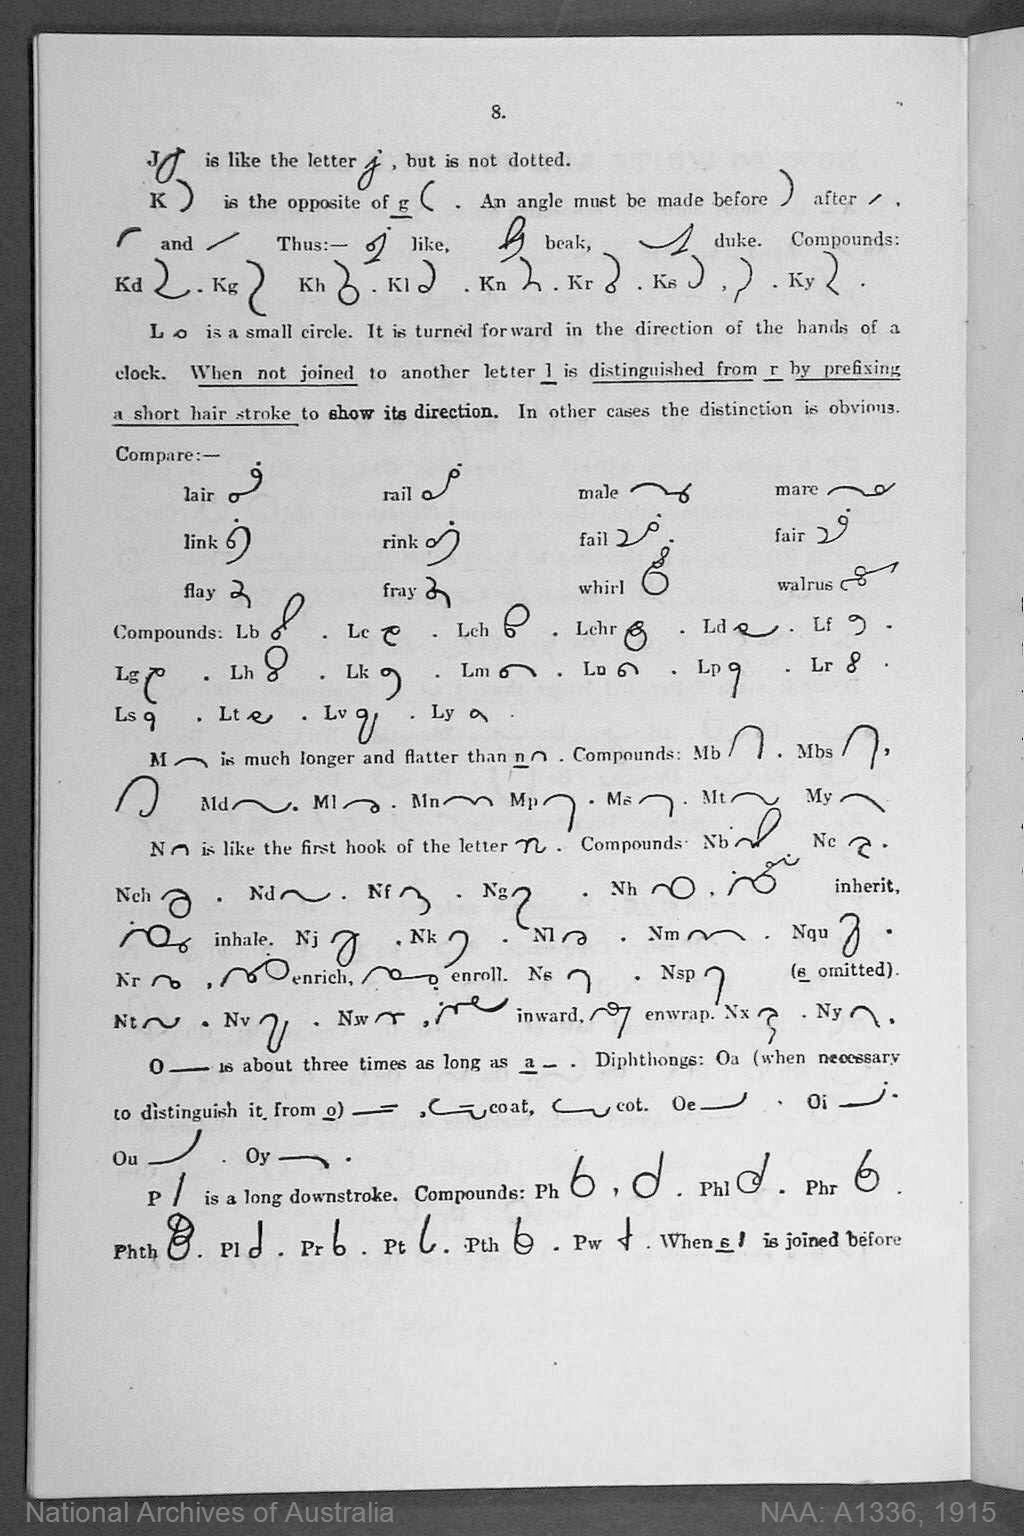 8.
J is like the letter j, but is not dotted.
K is the opposite of g . An angle must be made before after , .
and Thus:— like, beak, duke. Compounds:
Kd . Kg Kh . Kl . Kn . Kr . Ks , . Ky .
L is a small circle. It is turned forward in the direction of the hands of a
clock. When not joined to another letter l is distinguished from r by prefixing
a short hair stroke to show its direction. In other cases the distinction is obvious.
Compare:—
lair rail male mare
link rink fail . fair
flay fray whirl walrus
Compounds: Lb . Lc . Lch . Lchr . Ld . Lf .
Lg . Lh . Lk . Lm . Ln . Lp . Lr .
Ls . Lt . Lv . Ly .
M is much longer and flatter than n . Compounds: Mb . Mbs ,
Md . Ml . Mn Mp . Ms . Mt My
N is like the first hook of the letter n . Compounds: Nb Nc .
Nch . Nd . Nf . Ng . Nh , inherit,
inhale. Nj . Nk . Nl . Nm . Nqu .
Nr , enrich, enroll. Ns . Nsp (s omitted).
Nt . Nv . Nw , inward, enwrap. Nx . Ny .
O is about three times as long as a . Diphthongs: Oa (when necessary
to distinguish it from o) , coat, cot. Oe . Oi .
Ou . Oy .
P is a long downstroke. Compounds: Ph , . Phl . Phr .
Phth . Pl . Pr . Pt . Pth . Pw . When s is joined before
National Archives of Australia
NAA: A1336, 1915